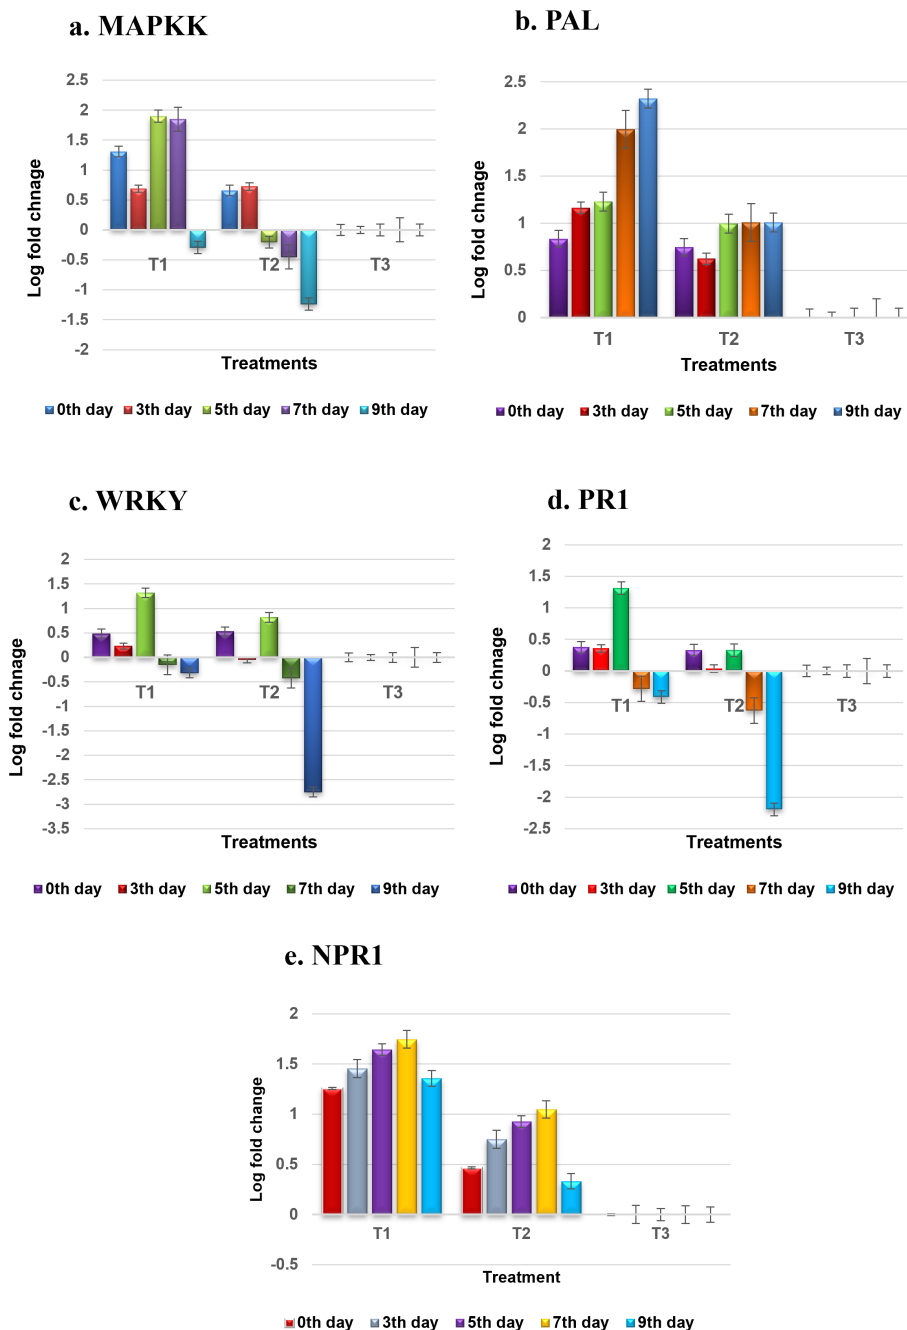 a. MAPKK
2.5
2
1.5
1
0.5
0
-0.5
-1
-1.5
-2
Log fold chnage
T1 T2 T3
Treatments
0th day 3th day 5th day 7th day 9th day
b. PAL
2.5
2
1.5
1
0.5
0
Log fold chnage
T1 T2 T3
Treatments
0th day 3th day 5th day 7th day 9th day
c. WRKY
2
1.5
1
0.5
0
-0.5
-1
-1.5
-2
-2.5
-3
-3.5
Log fold chnage
T1 T2 T3
Treatments
0th day 3th day 5th day 7th day 9th day
d. PR1
2
1.5
1
0.5
0
-0.5
-1
-1.5
-2
-2.5
Log fold chnage
T1 T2 T3
Treatments
0th day 3th day 5th day 7th day 9th day
e. NPR1
2
1.5
1
0.5
0
-0.5
Log fold change
T1 T2 T3
Treatment
0th day 3th day 5th day 7th day 9th day